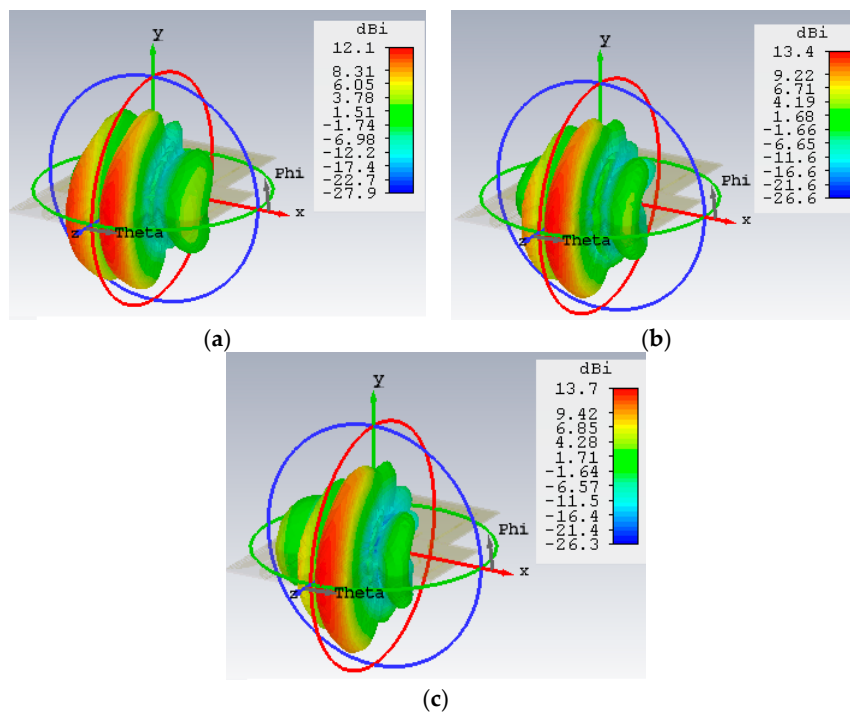 dBi
12.1
8.31
6.05
3.78
1.51
-1.74
-6.98
-12.2
-17.4
-22.7
-27.9
y
Phi
x
z
Theta
(a)
dBi
13.4
9.22
6.71
4.19
1.68
-1.66
-6.65
-11.6
-16.6
-21.6
-26.6
y
Phi
x
z
Theta
(b)
dBi
13.7
9.42
6.85
4.28
1.71
-1.64
-6.57
-11.5
-16.4
-21.4
-26.3
y
Phi
x
z
Theta
(c)